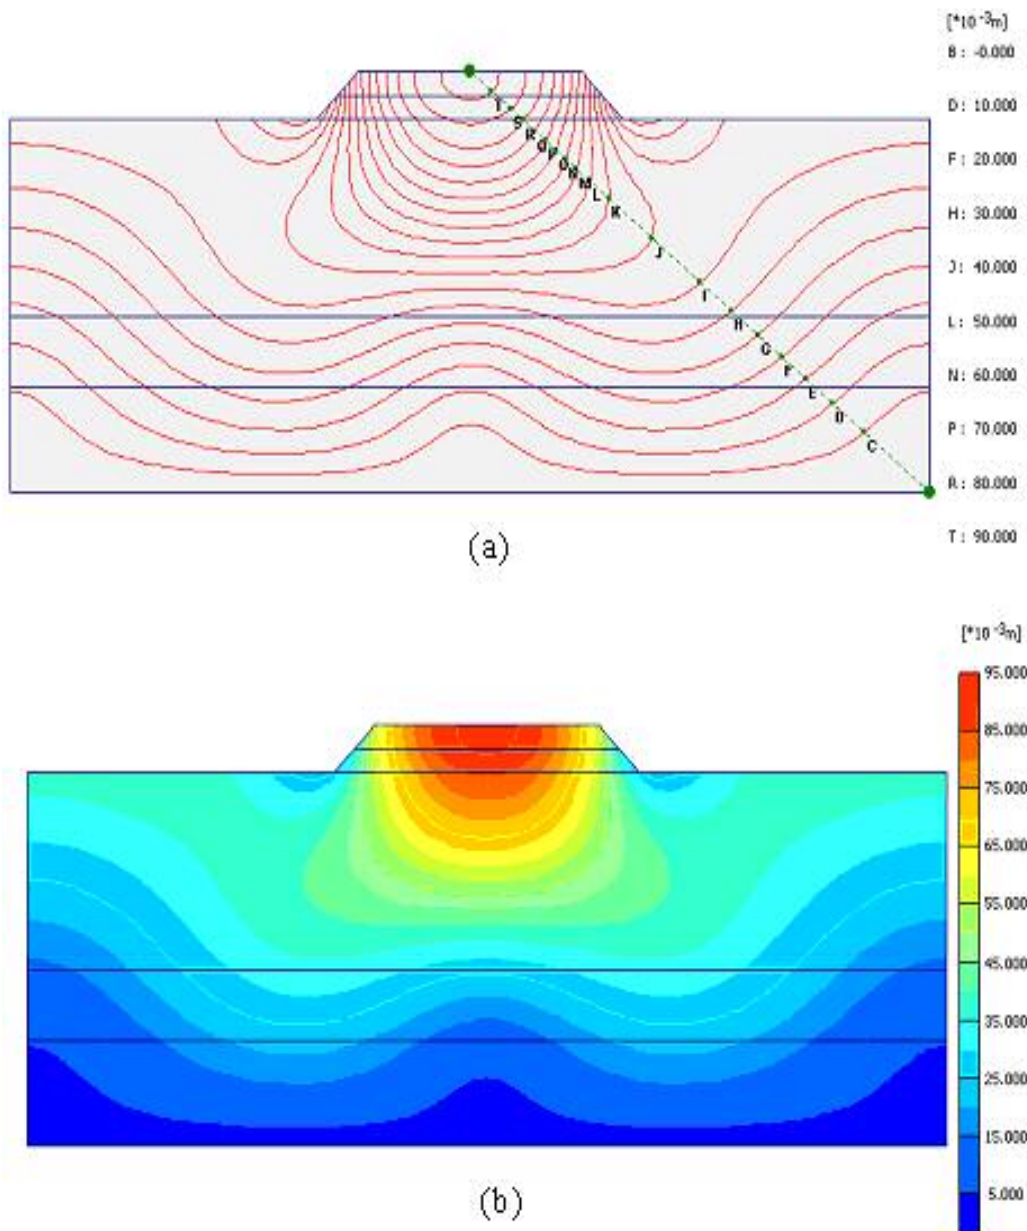 [*10 -3m]
B : -0.000
D : 10.000
F : 20.000
H : 30.000
J : 40.000
L : 50.000
N : 60.000
P : 70.000
R : 80.000
T : 90.000
T
S
R
Q
P
O
N
M
L
K
J
I
H
G
F
E
D
C
(a)
[*10 -3m]
95.000
85.000
75.000
65.000
55.000
45.000
35.000
25.000
15.000
5.000
(b)